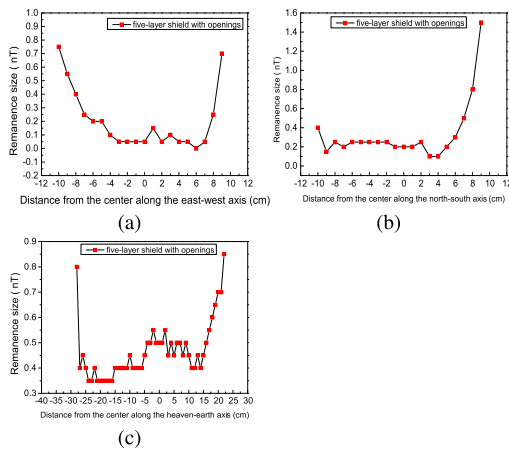 1.0
0.9
0.8
0.7
0.6
0.5
0.4
0.3
0.2
0.1
0.0
-0.1
-0.2
Remanence size ( nT)
five-layer shield with openings
-12 -10 -8 -6 -4 -2 0 2 4 6 8 10 12
Distance from the center along the east-west axis (cm)
(a)
1.6
1.4
1.2
1.0
0.8
0.6
0.4
0.2
0.0
Remanence size ( nT)
five-layer shield with openings
-12 -10 -8 -6 -4 -2 0 2 4 6 8 10 12
Distance from the center along the north-south axis(cm)
(b)
0.9
0.8
0.7
0.6
0.5
0.4
0.3
Remanence size ( nT)
five-layer shield with openings
-40 -35 -30 -25 -20 -15 -10 -5 0 5 10 15 20 25 30
Distance from the center along the heaven-earth axis (cm)
(c)